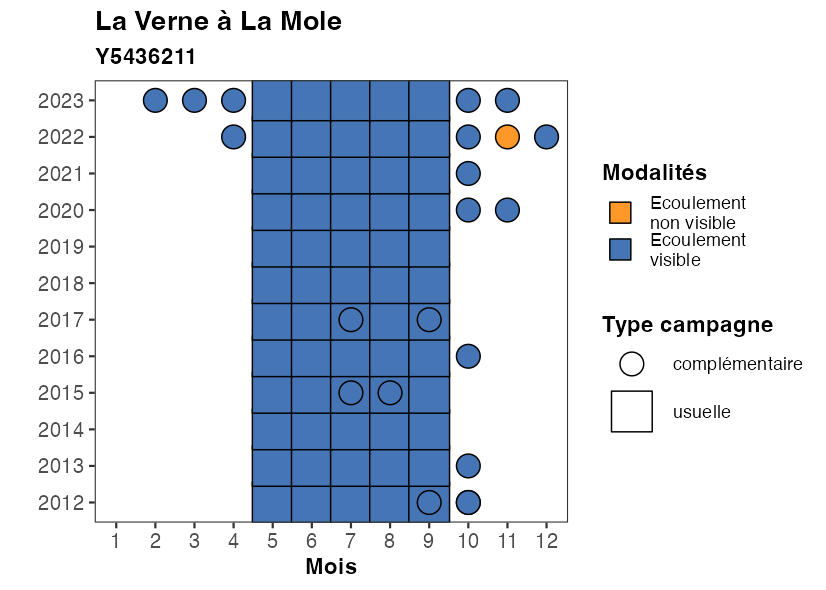 La Verne à La Mole
Y5436211
2023
2022
2021
2020
2019
2018
2017
2016
2015
2014
2013
2012
1 2 3 4 5 6 7 8 9 10 11 12
Mois
Modalités
Ecoulement
non visible
Ecoulement
visible
Type campagne
complémentaire
usuelle